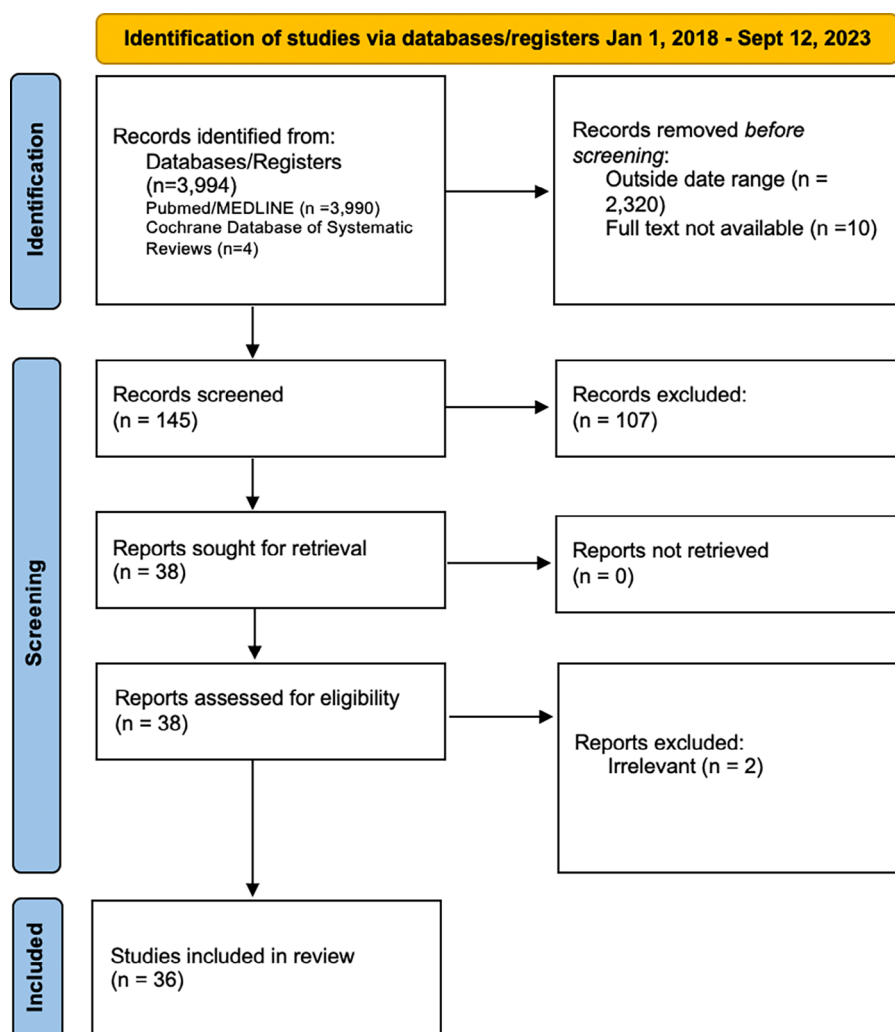 Identification of studies via databases/registers Jan 1, 2018 - Sept 12, 2023
Identification
Records identified from:
Databases/Registers
(n=3,994)
Pubmed/MEDLINE (n =3,990)
Cochrane Database of Systematic
Reviews (n=4)
Records removed before
screening:
Outside date range (n =
2,320)
Full text not available (n =10)
Screening
Records screened
(n = 145)
Records excluded:
(n = 107)
Reports sought for retrieval
(n = 38)
Reports not retrieved
(n = 0)
Reports assessed for eligibility
(n = 38)
Reports excluded:
Irrelevant (n = 2)
Included
Studies included in review
(n = 36)